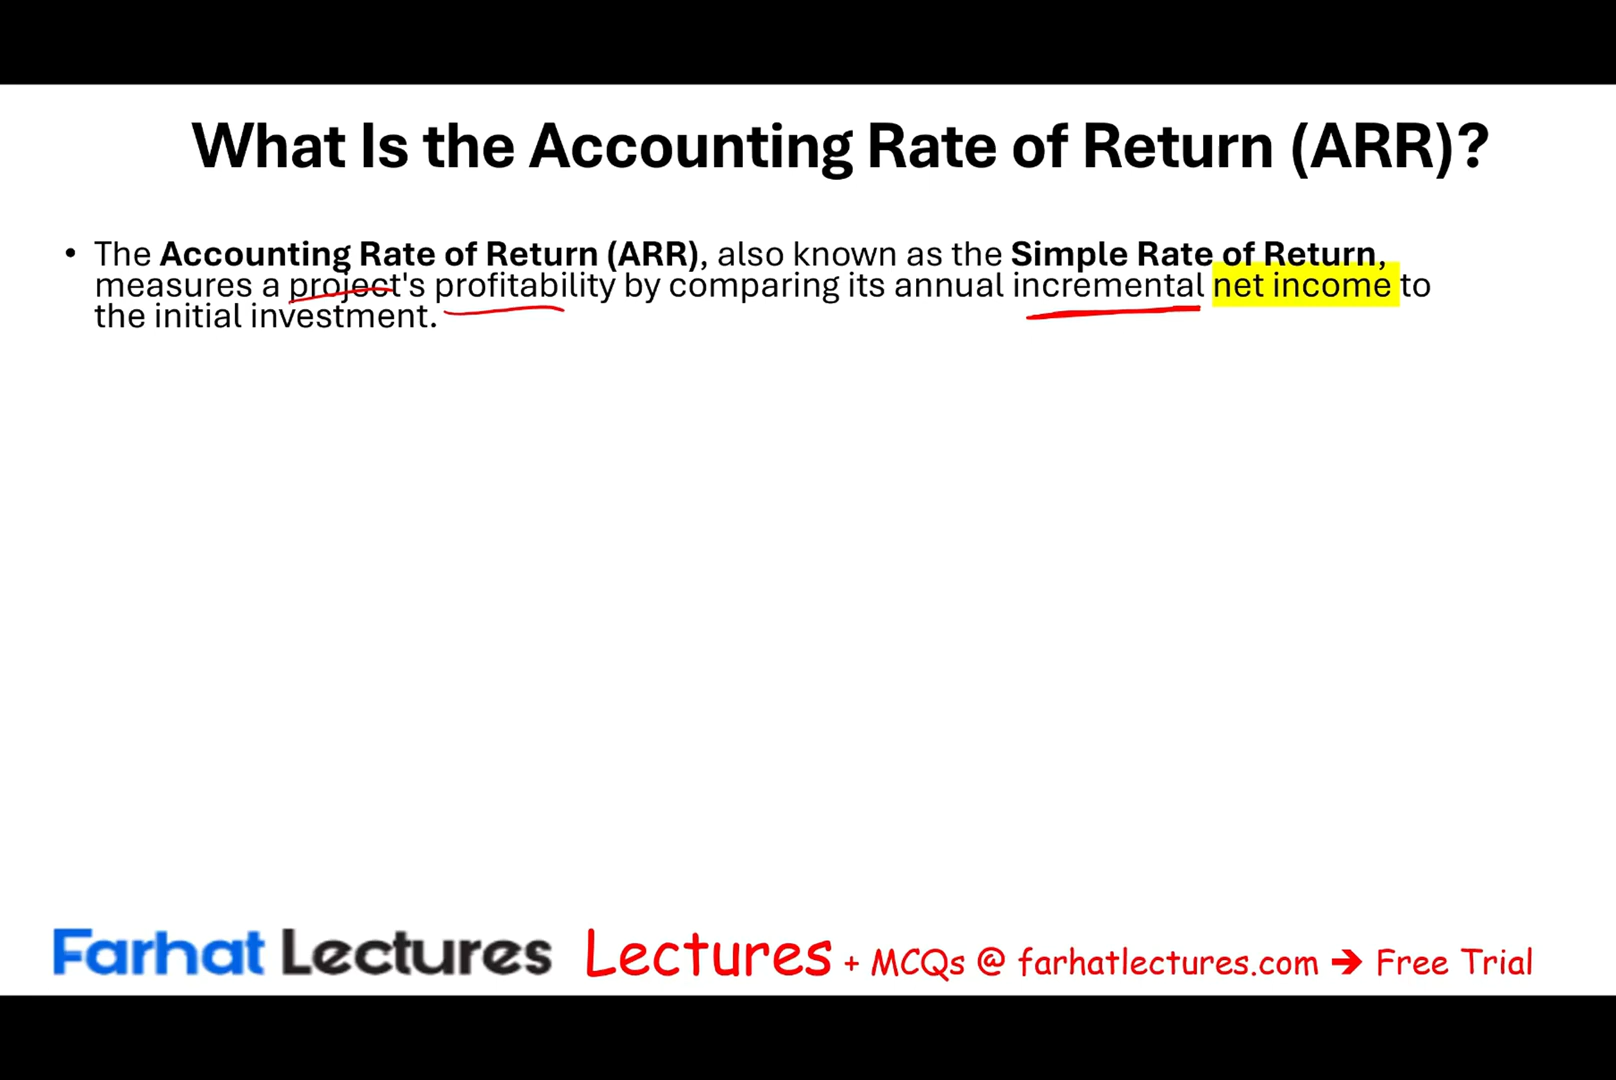 What Is the Accounting Rate of Return (ARR)?
• The Accounting Rate of Return (ARR), also known as the Simple Rate of Return,
measures a project's profitability by comparing its annual incremental net income to
the initial investment.
Farhat Lectures Lectures + MCQs @ farhatlectures.com ➔ Free Trial